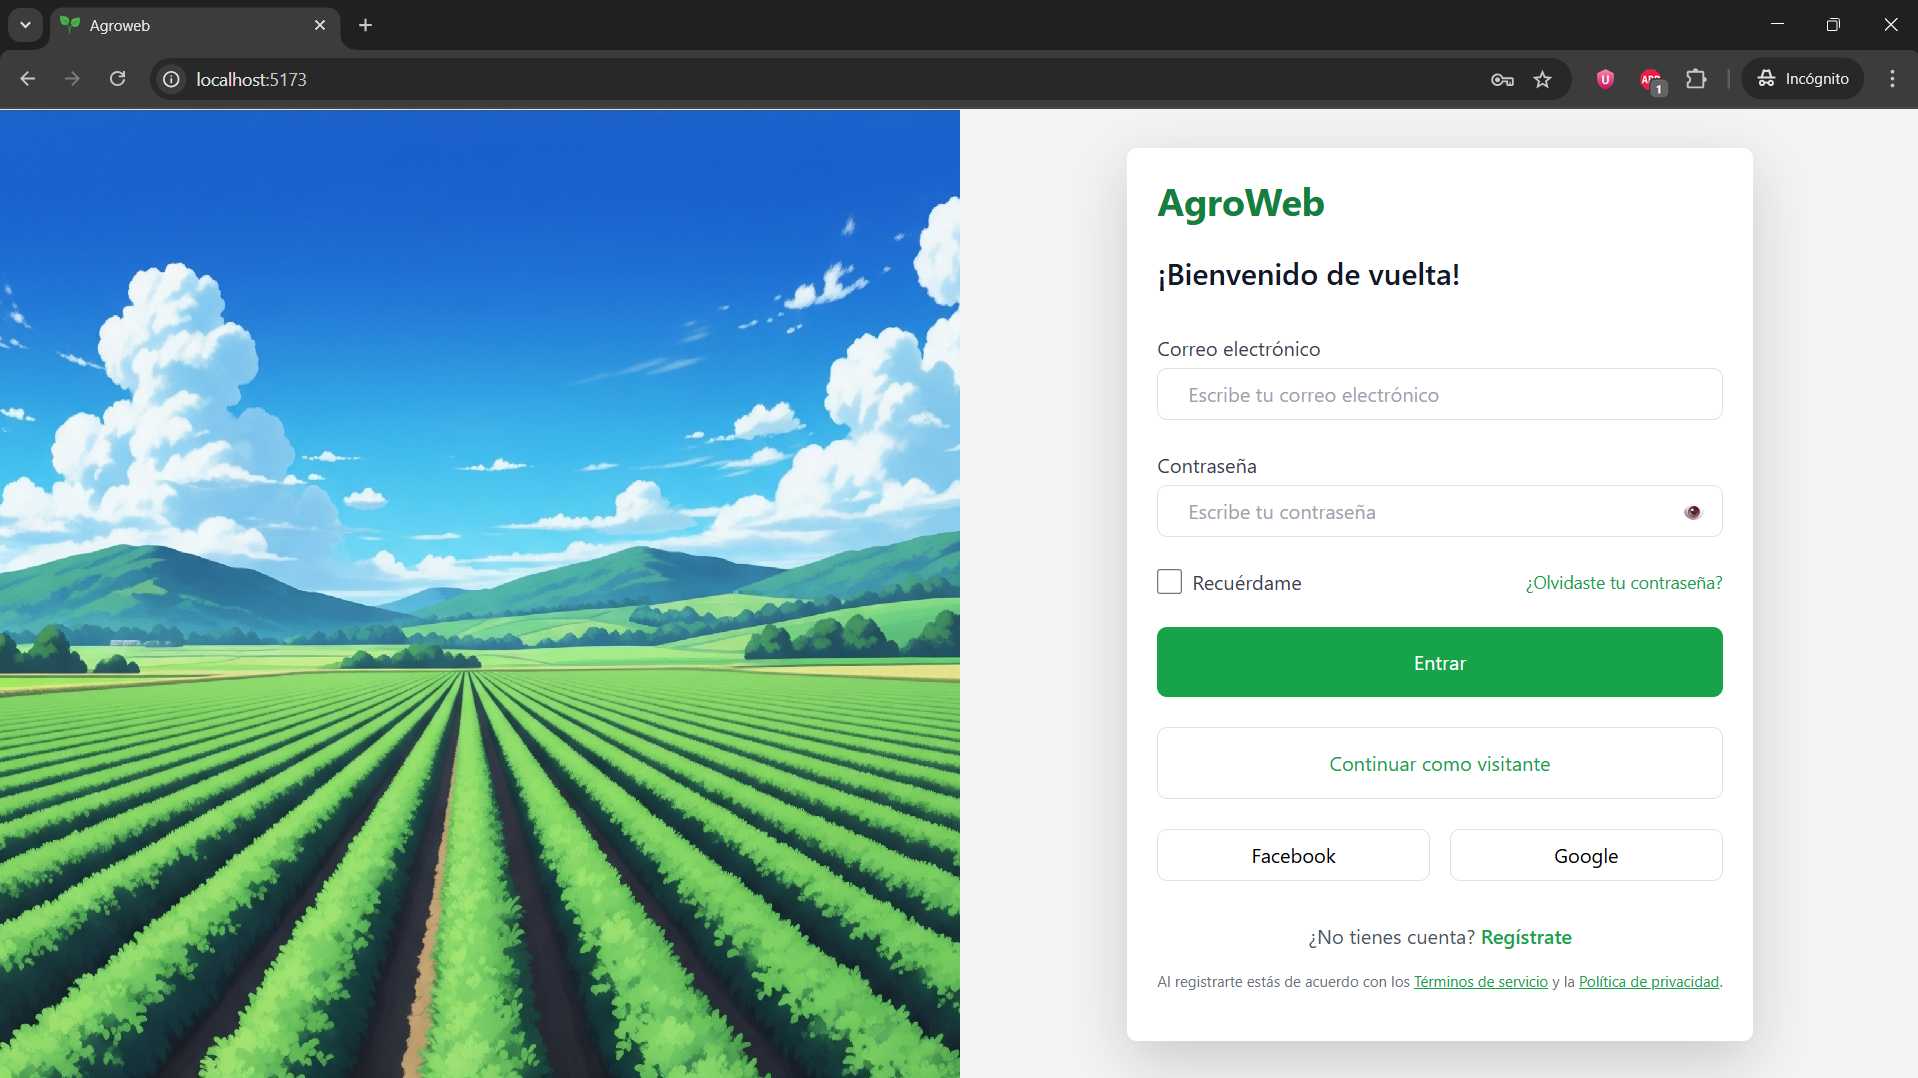 Agroweb
localhost:5173
ABP
1
Incógnito
AgroWeb
¡Bienvenido de vuelta!
Correo electrónico
Escribe tu correo electrónico
Contraseña
Escribe tu contraseña
Recuérdame
¿Olvidaste tu contraseña?
Entrar
Continuar como visitante
Facebook
Google
¿No tienes cuenta? Regístrate
Al registrarte estás de acuerdo con los Términos de servicio y la Política de privacidad.